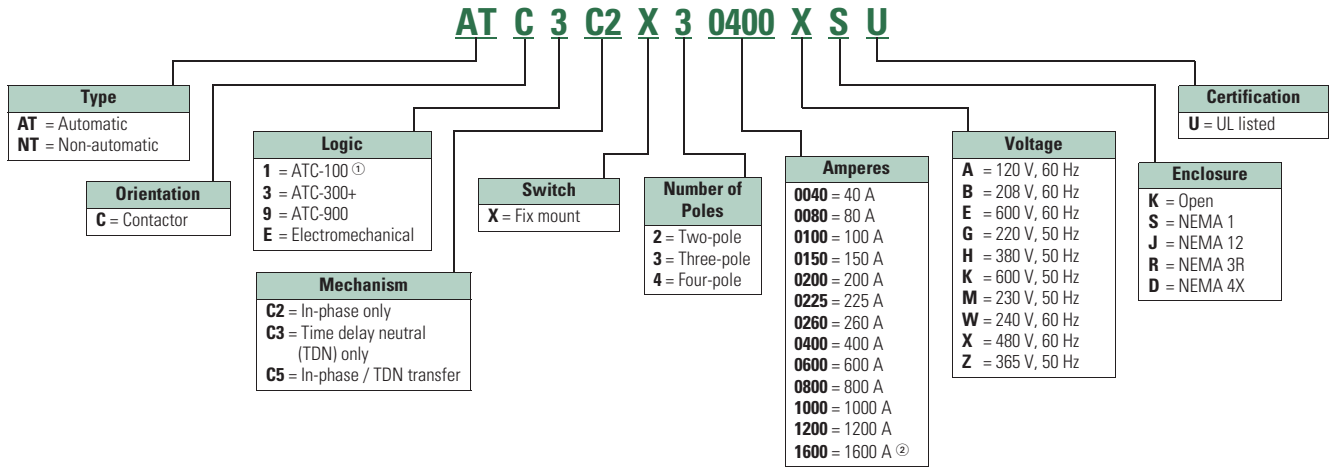 AT C 3 C2 X 3 0400 X S U
Type
AT = Automatic
NT = Non-automatic
Orientation
C = Contactor
Logic
1 = ATC-100 ①
3 = ATC-300+
9 = ATC-900
E = Electromechanical
Mechanism
C2 = In-phase only
C3 = Time delay neutral
(TDN) only
C5 = In-phase / TDN transfer
Switch
X = Fix mount
Number of
Poles
2 = Two-pole
3 = Three-pole
4 = Four-pole
Amperes
0040 = 40 A
0080 = 80 A
0100 = 100 A
0150 = 150 A
0200 = 200 A
0225 = 225 A
0260 = 260 A
0400 = 400 A
0600 = 600 A
0800 = 800 A
1000 = 1000 A
1200 = 1200 A
1600 = 1600 A ②
Voltage
A = 120 V, 60 Hz
B = 208 V, 60 Hz
E = 600 V, 60 Hz
G = 220 V, 50 Hz
H = 380 V, 50 Hz
K = 600 V, 50 Hz
M = 230 V, 50 Hz
W = 240 V, 60 Hz
X = 480 V, 60 Hz
Z = 365 V, 50 Hz
Enclosure
K = Open
S = NEMA 1
J = NEMA 12
R = NEMA 3R
D = NEMA 4X
Certification
U = UL listed